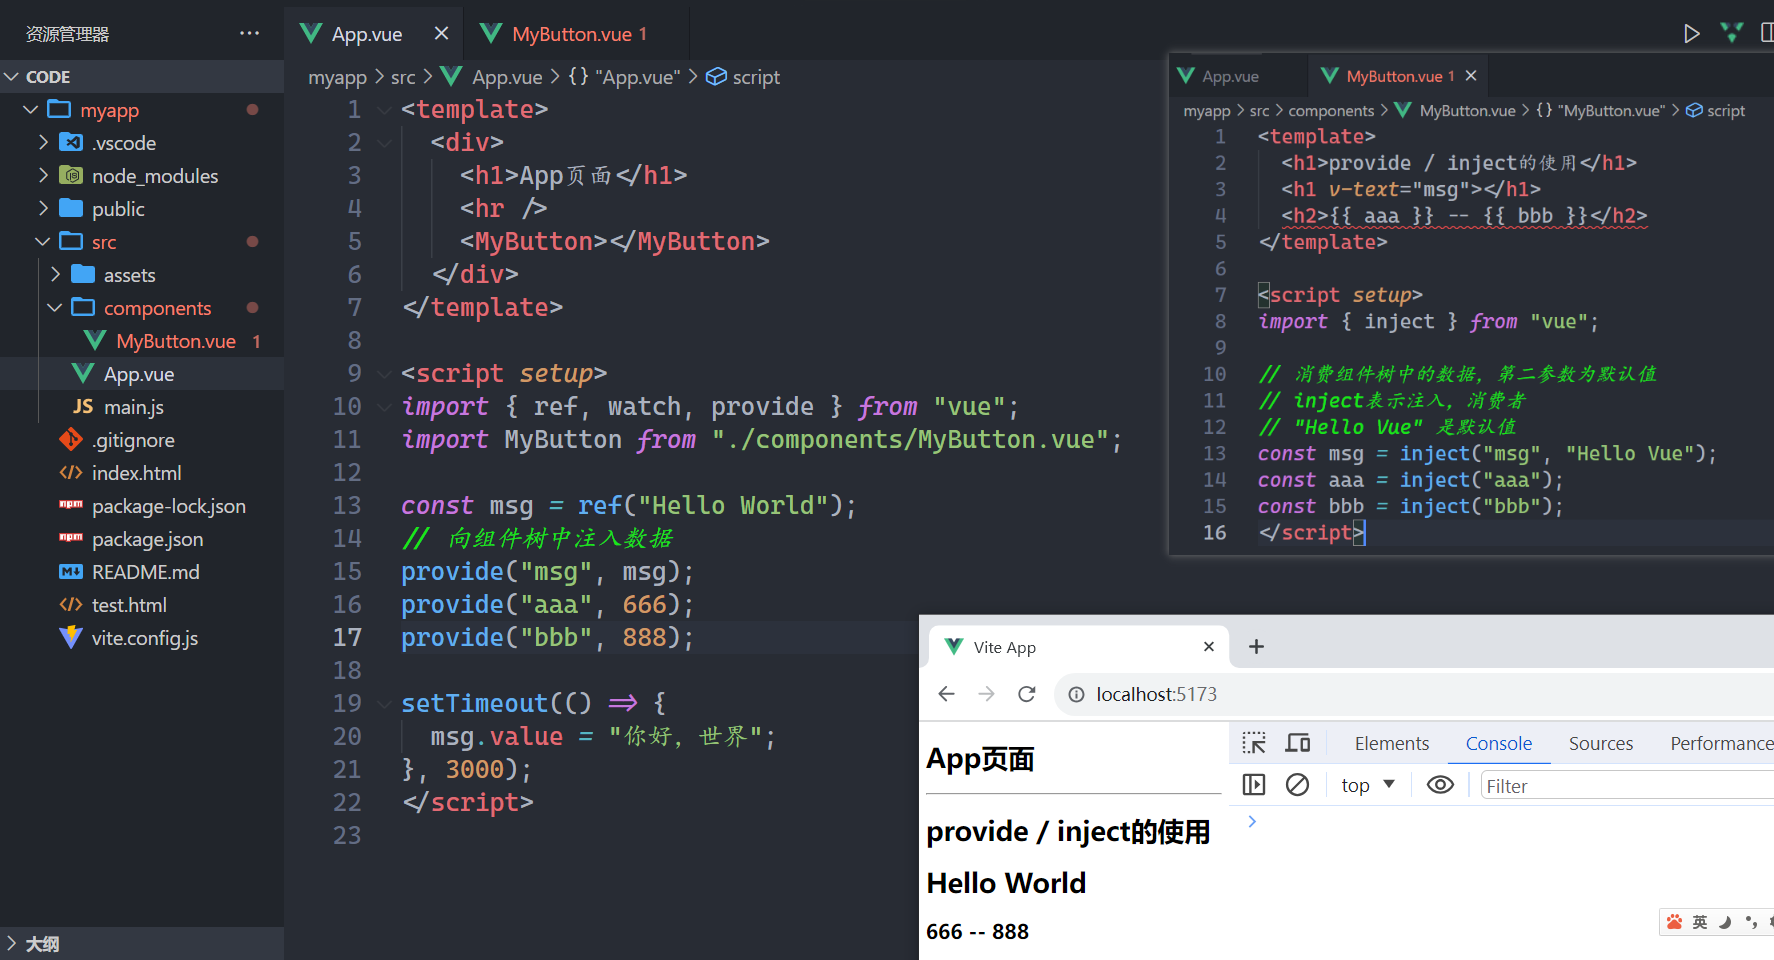 资源管理器 ···
CODE
myapp
.vscode
node_modules
public
src
assets
components
MyButton.vue 1
App.vue
JS main.js
.gitignore
index.html
package-lock.json
package.json
README.md
test.html
vite.config.js
大纲
App.vue × MyButton.vue 1
myapp > src > App.vue > {} "App.vue" > script
1 <template>
2 <div>
3 <h1>App页面</h1>
4 <hr />
5 <MyButton></MyButton>
6 </div>
7 </template>
8
9 <script setup>
10 import { ref, watch, provide } from "vue";
11 import MyButton from "./components/MyButton.vue";
12
13 const msg = ref("Hello World");
14 // 向组件树中注入数据
15 provide("msg", msg);
16 provide("aaa", 666);
17 provide("bbb", 888);
18
19 setTimeout(() => {
20 msg.value = "你好，世界";
21 }, 3000);
22 </script>
23
App.vue MyButton.vue 1 ×
myapp > src > components > MyButton.vue > {} "MyButton.vue" > script
1 <template>
2 <h1>provide / inject的使用</h1>
3 <h1 v-text="msg"></h1>
4 <h2>{{ aaa }} -- {{ bbb }}</h2>
5 </template>
6
7 <script setup>
8 import { inject } from "vue";
9
10 // 消费组件树中的数据，第二参数为默认值
11 // inject表示注入，消费者
12 // "Hello Vue" 是默认值
13 const msg = inject("msg", "Hello Vue");
14 const aaa = inject("aaa");
15 const bbb = inject("bbb");
16 </script>
Vite App × +
localhost:5173
App页面
provide / inject的使用
Hello World
666 -- 888
Elements Console Sources Performance
top Filter
英